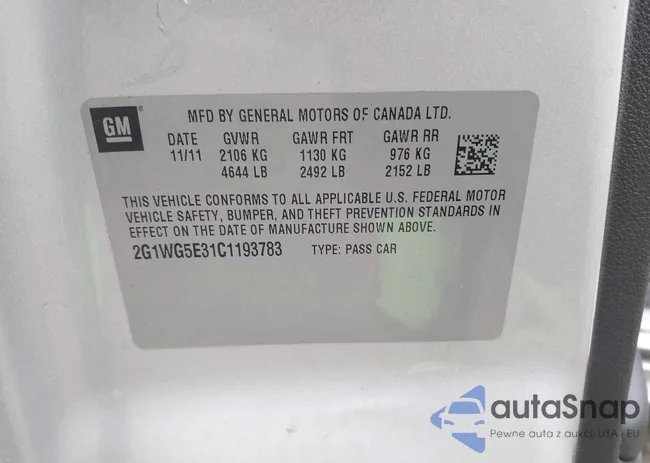 GM
MFD BY GENERAL MOTORS OF CANADA LTD.
DATE GVWR GAWR FRT GAWR RR
11/11 2106 KG 1130 KG 976 KG
4644 LB 2492 LB 2152 LB
THIS VEHICLE CONFORMS TO ALL APPLICABLE U.S. FEDERAL MOTOR
VEHICLE SAFETY, BUMPER, AND THEFT PREVENTION STANDARDS IN
EFFECT ON THE DATE OF MANUFACTURE SHOWN ABOVE.
2G1WG5E31C1193783 TYPE: PASS CAR
autaSnap
Pewne auta z aukcji USA - EU